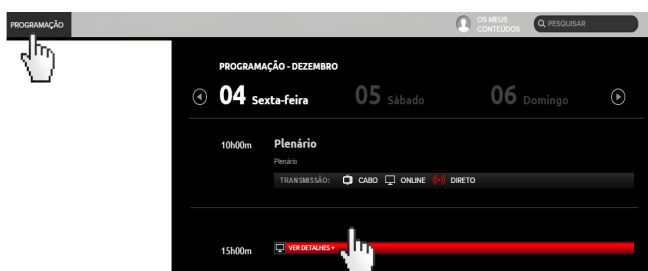 PROGRAMAÇÃO
OS MEUS
CONTEÚDOS
PESQUISAR
PROGRAMAÇÃO - DEZEMBRO
04 Sexta-feira 05 Sábado 06 Domingo
10h00m Plenário
Plenário
TRANSMISSÃO: CABO ONLINE DIRETO
15h00m VER DETALHES +